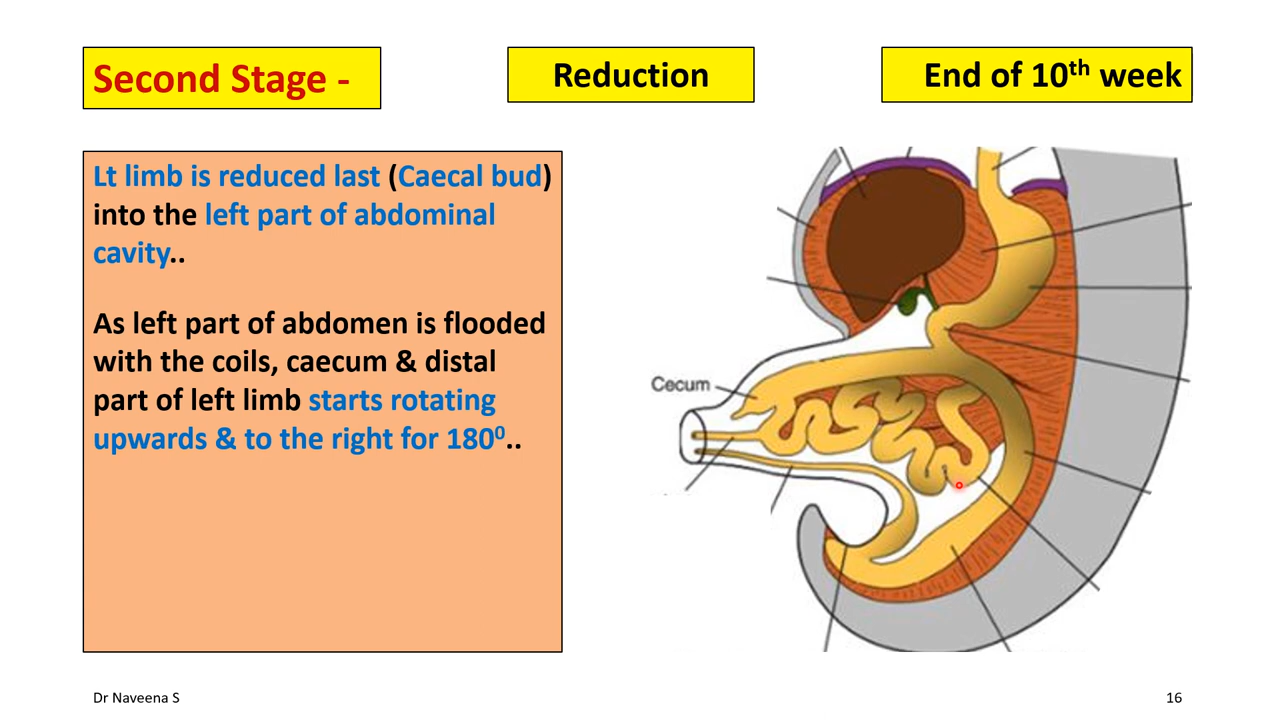 Second Stage -
Reduction
End of 10th week
Lt limb is reduced last (Caecal bud)
into the left part of abdominal
cavity..
As left part of abdomen is flooded
with the coils, caecum & distal
part of left limb starts rotating
upwards & to the right for 180⁰..
Cecum
Dr Naveena S
16